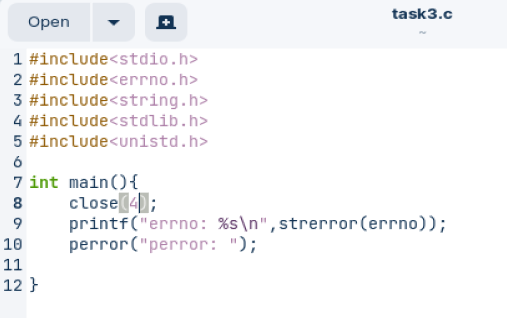 Open
task3.c
~
1 #include<stdio.h>
2 #include<errno.h>
3 #include<string.h>
4 #include<stdlib.h>
5 #include<unistd.h>
6
7 int main(){
8     close(4);
9     printf("errno: %s\n",strerror(errno));
10     perror("perror: ");
11
12 }